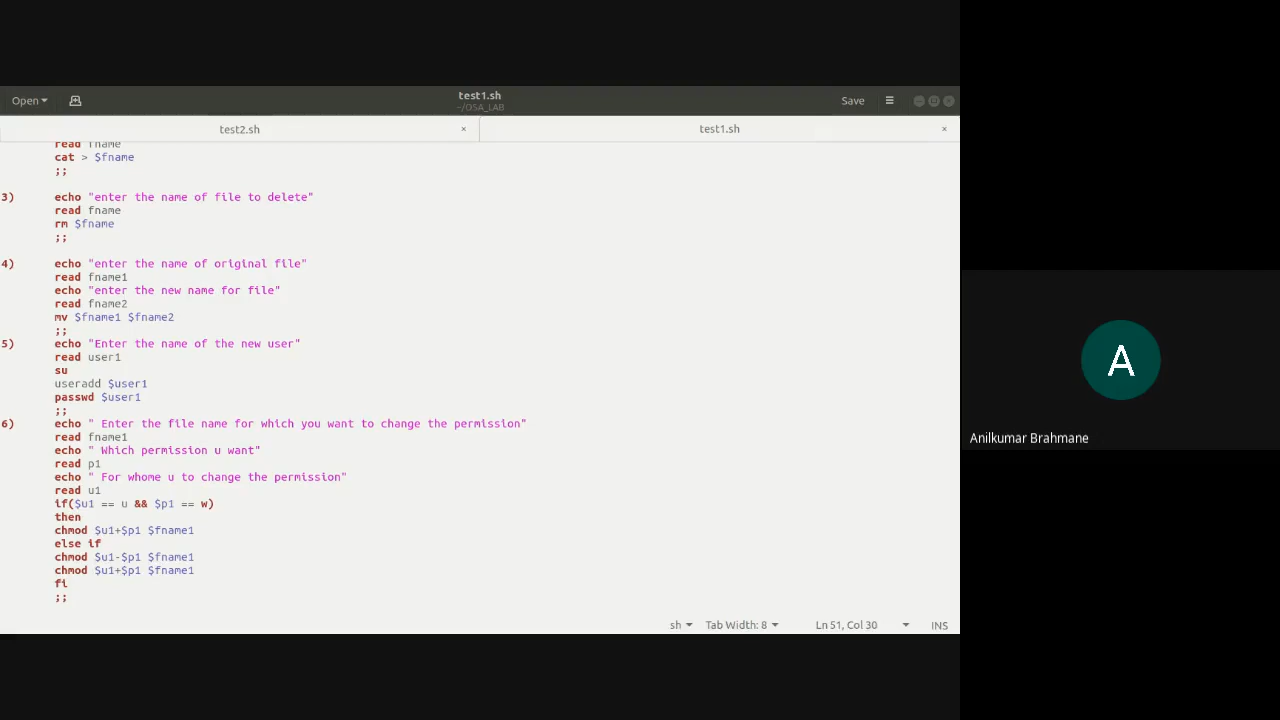 Open
test1.sh
~/OSA_LAB
Save
test2.sh ×
test1.sh ×
read fname
cat > $fname
;;
3) echo "enter the name of file to delete"
read fname
rm $fname
;;
4) echo "enter the name of original file"
read fname1
echo "enter the new name for file"
read fname2
mv $fname1 $fname2
;;
5) echo "Enter the name of the new user"
read user1
su
useradd $user1
passwd $user1
;;
6) echo " Enter the file name for which you want to change the permission"
read fname1
echo " Which permission u want"
read p1
echo " For whome u to change the permission"
read u1
if($u1 == u && $p1 == w)
then
chmod $u1+$p1 $fname1
else if
chmod $u1-$p1 $fname1
chmod $u1+$p1 $fname1
fi
;;
sh Tab Width: 8 Ln 51, Col 30 INS
A
Anilkumar Brahmane